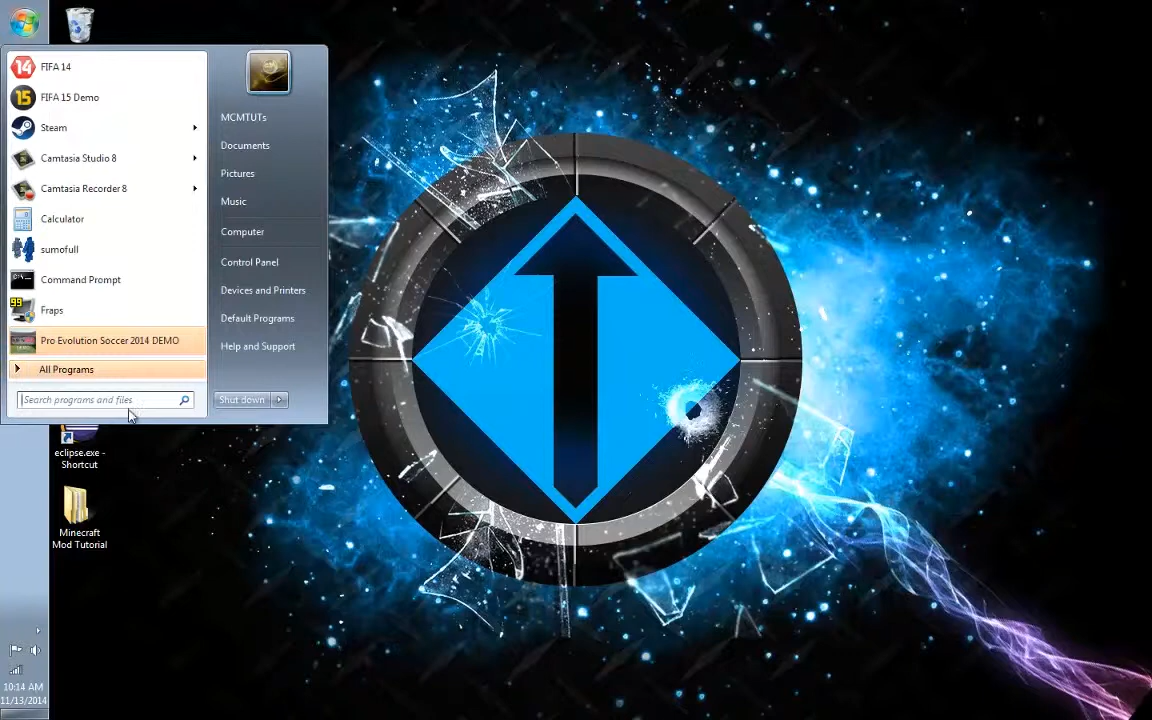 14 FIFA 14
15 FIFA 15 Demo
Steam
Camtasia Studio 8
Camtasia Recorder 8
Calculator
sumofull
Command Prompt
99 Fraps
Pro Evolution Soccer 2014 DEMO
All Programs
Search programs and files
MCMTUTs
Documents
Pictures
Music
Computer
Control Panel
Devices and Printers
Default Programs
Help and Support
Shut down
eclipse.exe -
Shortcut
Minecraft
Mod Tutorial
10:14 AM
11/13/2014